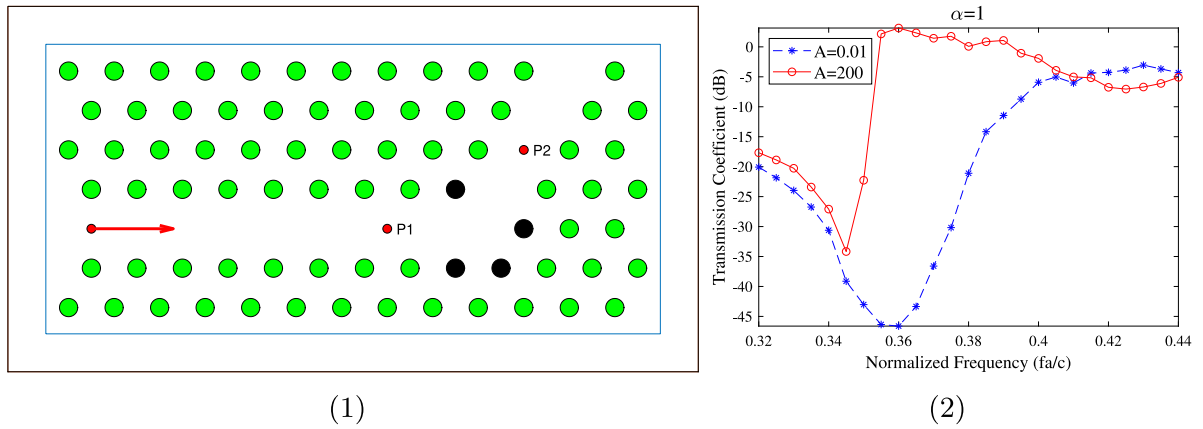 P2
P1
(1)
α=1
A=0.01
A=200
Transmission Coefficient (dB)
0
-5
-10
-15
-20
-25
-30
-35
-40
-45
0.32 0.34 0.36 0.38 0.40 0.42 0.44
Normalized Frequency (fa/c)
(2)